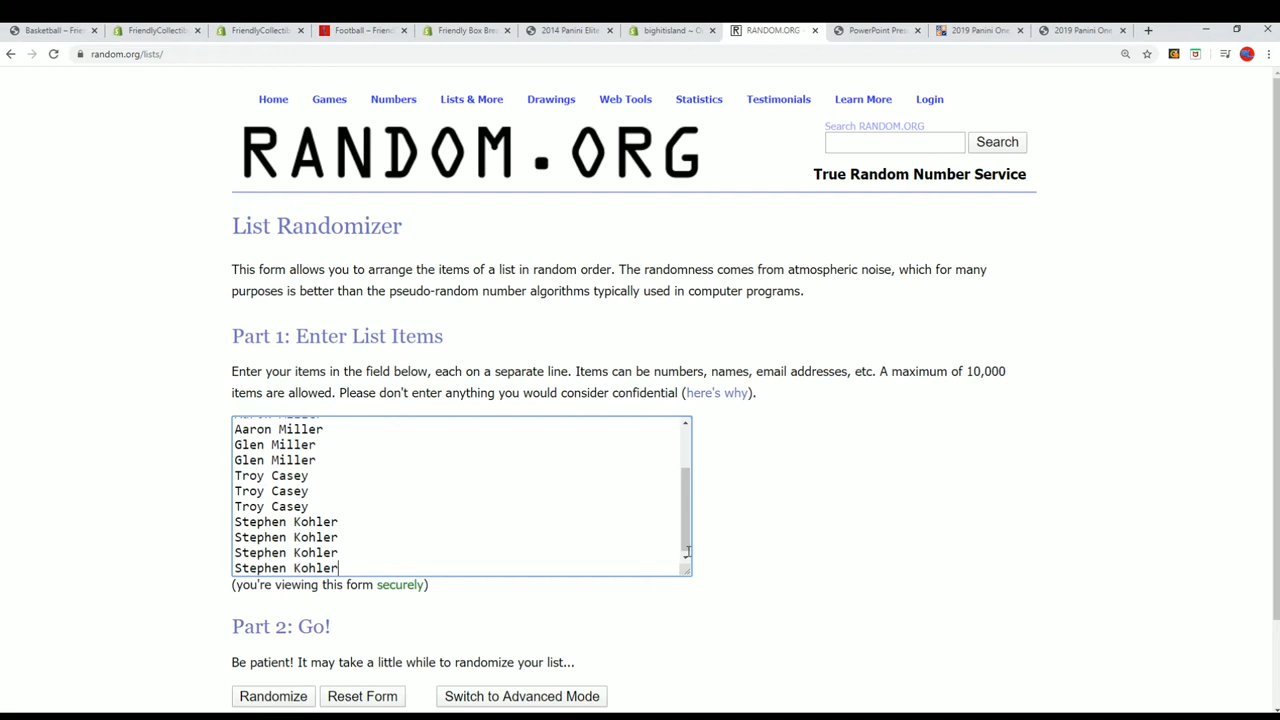 Basketball – Frie
FriendlyCollectib
FriendlyCollectib
Football – Friend
Friendly Box Brea
2014 Panini Elite
bighitisland – O
RANDOM.ORG
PowerPoint Pres
2019 Panini One
2019 Panini One
random.org/lists/
Home Games Numbers Lists & More Drawings Web Tools Statistics Testimonials Learn More Login
RANDOM.ORG
Search RANDOM.ORG
Search
True Random Number Service
List Randomizer
This form allows you to arrange the items of a list in random order. The randomness comes from atmospheric noise, which for many
purposes is better than the pseudo-random number algorithms typically used in computer programs.
Part 1: Enter List Items
Enter your items in the field below, each on a separate line. Items can be numbers, names, email addresses, etc. A maximum of 10,000
items are allowed. Please don't enter anything you would consider confidential (here's why).
Aaron Miller
Glen Miller
Glen Miller
Troy Casey
Troy Casey
Troy Casey
Stephen Kohler
Stephen Kohler
Stephen Kohler
Stephen Kohler
(you're viewing this form securely)
Part 2: Go!
Be patient! It may take a little while to randomize your list...
Randomize Reset Form Switch to Advanced Mode